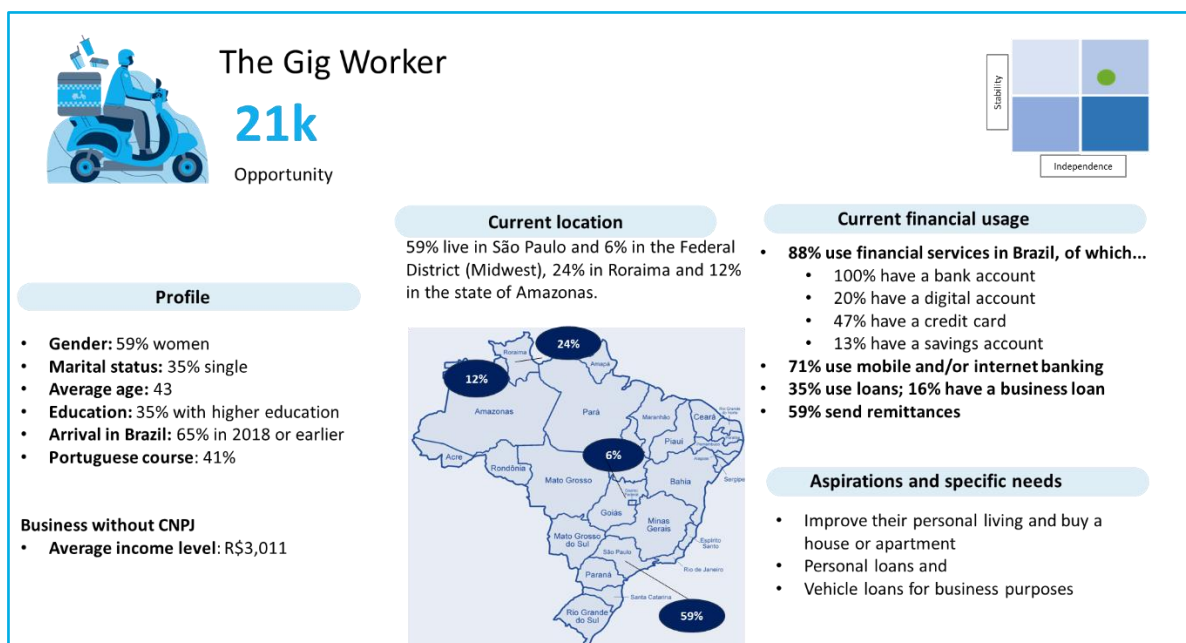 The Gig Worker
21k
Opportunity
Stability
Independence
Profile
• Gender: 59% women
• Marital status: 35% single
• Average age: 43
• Education: 35% with higher education
• Arrival in Brazil: 65% in 2018 or earlier
• Portuguese course: 41%
Business without CNPJ
• Average income level: R$3,011
Current location
59% live in São Paulo and 6% in the Federal
District (Midwest), 24% in Roraima and 12%
in the state of Amazonas.
24%
Roraima
Amapá
12%
Amazonas
Pará
Maranhão
Ceará
Rio Grande
do Norte
Piauí
Acre
Rondônia
6%
Mato Grosso
Bahia
Sergipe
Distrito
Federal
Goiás
Minas
Gerais
Mato Grosso
do Sul
Espírito
Santo
São Paulo
Rio de Janeiro
Paraná
Santa Catarina
Rio Grande
do Sul
59%
Current financial usage
• 88% use financial services in Brazil, of which...
• 100% have a bank account
• 20% have a digital account
• 47% have a credit card
• 13% have a savings account
• 71% use mobile and/or internet banking
• 35% use loans; 16% have a business loan
• 59% send remittances
Aspirations and specific needs
• Improve their personal living and buy a
house or apartment
• Personal loans and
• Vehicle loans for business purposes